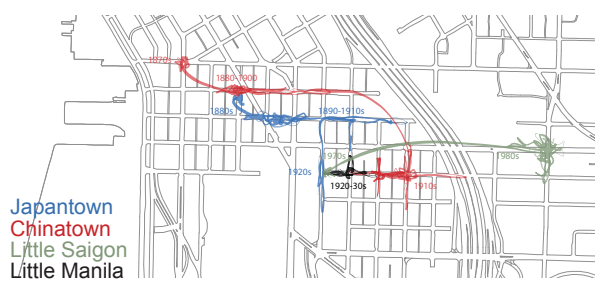 1870s
1880-1900
1880s
1890-1910s
1970s
1980s
1920s
1920-30s
1910s
Japantown
Chinatown
Little Saigon
Little Manila